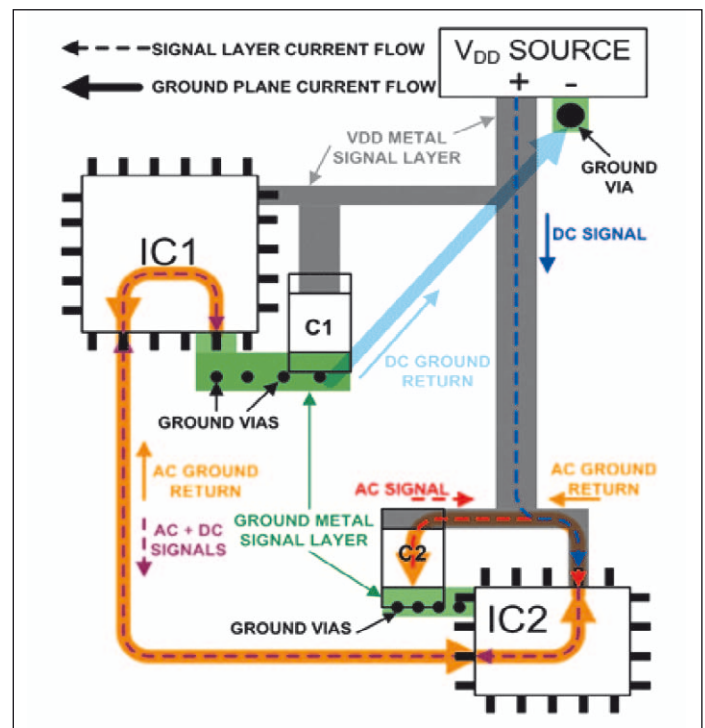 SIGNAL LAYER CURRENT FLOW
GROUND PLANE CURRENT FLOW
VDD SOURCE
+ -
VDD METAL
SIGNAL LAYER
GROUND
VIA
IC1
DC SIGNAL
C1
DC GROUND
RETURN
GROUND VIAS
AC GROUND
RETURN
AC SIGNAL
AC GROUND
RETURN
AC + DC
SIGNALS
GROUND METAL
SIGNAL LAYER
C2
GROUND VIAS
IC2